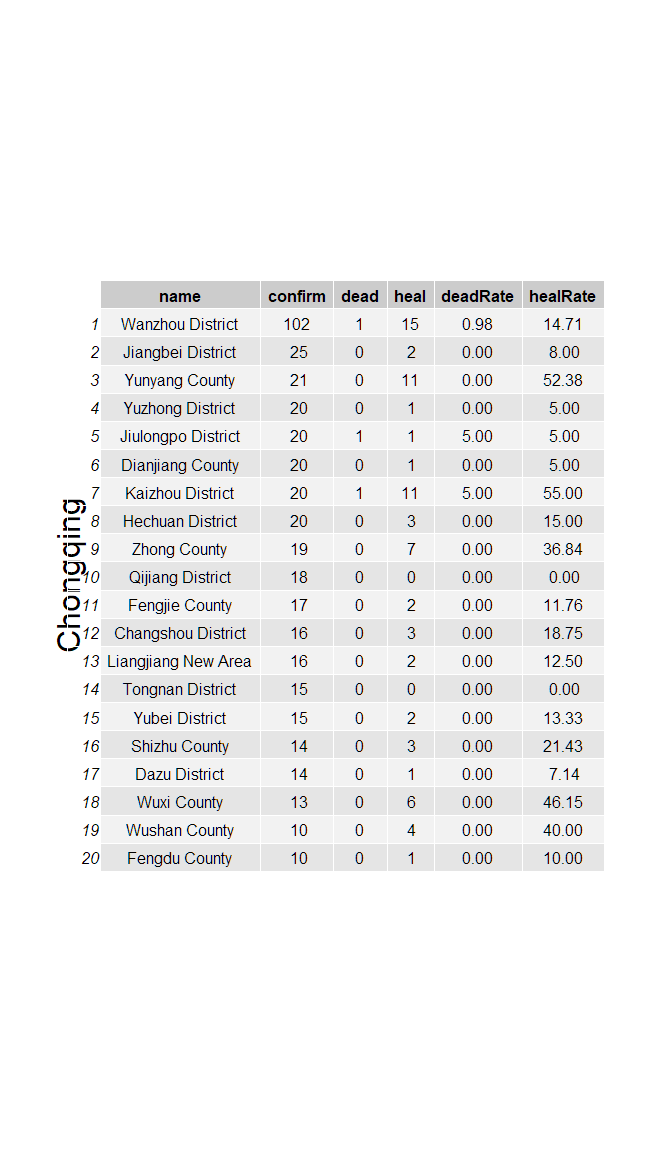 name confirm dead heal deadRate healRate
1 Wanzhou District 102 1 15 0.98 14.71
2 Jiangbei District 25 0 2 0.00 8.00
3 Yunyang County 21 0 11 0.00 52.38
4 Yuzhong District 20 0 1 0.00 5.00
5 Jiulongpo District 20 1 1 5.00 5.00
6 Dianjiang County 20 0 1 0.00 5.00
7 Kaizhou District 20 1 11 5.00 55.00
8 Hechuan District 20 0 3 0.00 15.00
9 Zhong County 19 0 7 0.00 36.84
10 Qijiang District 18 0 0 0.00 0.00
11 Fengjie County 17 0 2 0.00 11.76
12 Changshou District 16 0 3 0.00 18.75
13 Liangjiang New Area 16 0 2 0.00 12.50
14 Tongnan District 15 0 0 0.00 0.00
15 Yubei District 15 0 2 0.00 13.33
16 Shizhu County 14 0 3 0.00 21.43
17 Dazu District 14 0 1 0.00 7.14
18 Wuxi County 13 0 6 0.00 46.15
19 Wushan County 10 0 4 0.00 40.00
20 Fengdu County 10 0 1 0.00 10.00
Chongqing